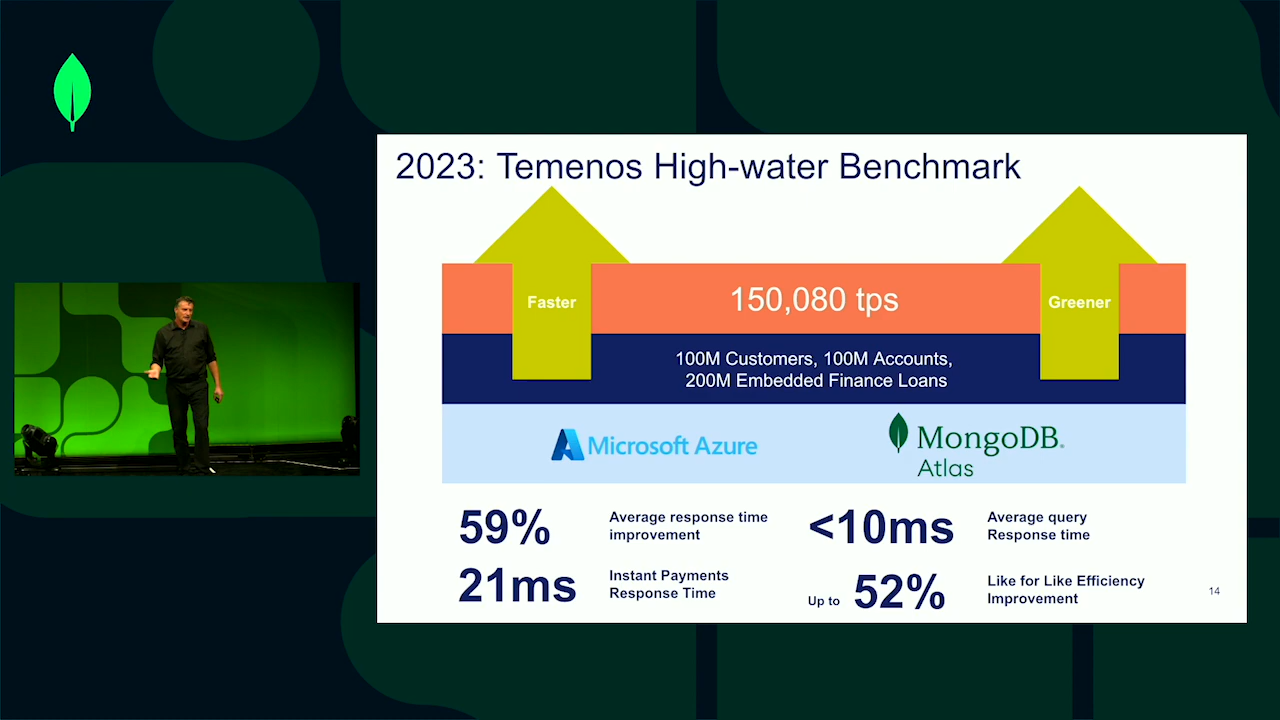 2023: Temenos High-water Benchmark
Faster
150,080 tps
Greener
100M Customers, 100M Accounts,
200M Embedded Finance Loans
Microsoft Azure
MongoDB®
Atlas
59%
Average response time
improvement
<10ms
Average query
Response time
21ms
Instant Payments
Response Time
Up to 52%
Like for Like Efficiency
Improvement
14